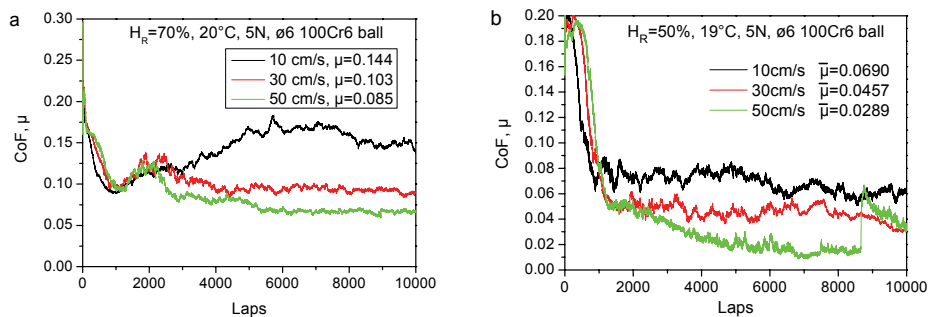 a
H_R=70%, 20°C, 5N, ø6 100Cr6 ball
10 cm/s, μ=0.144
30 cm/s, μ=0.103
50 cm/s, μ=0.085
CoF, μ
0.30
0.25
0.20
0.15
0.10
0.05
0.00
0 2000 4000 6000 8000 10000
Laps
b
H_R=50%, 19°C, 5N, ø6 100Cr6 ball
10cm/s μ̅=0.0690
30cm/s μ̅=0.0457
50cm/s μ̅=0.0289
CoF, μ
0.20
0.18
0.16
0.14
0.12
0.10
0.08
0.06
0.04
0.02
0.00
0 2000 4000 6000 8000 10000
Laps